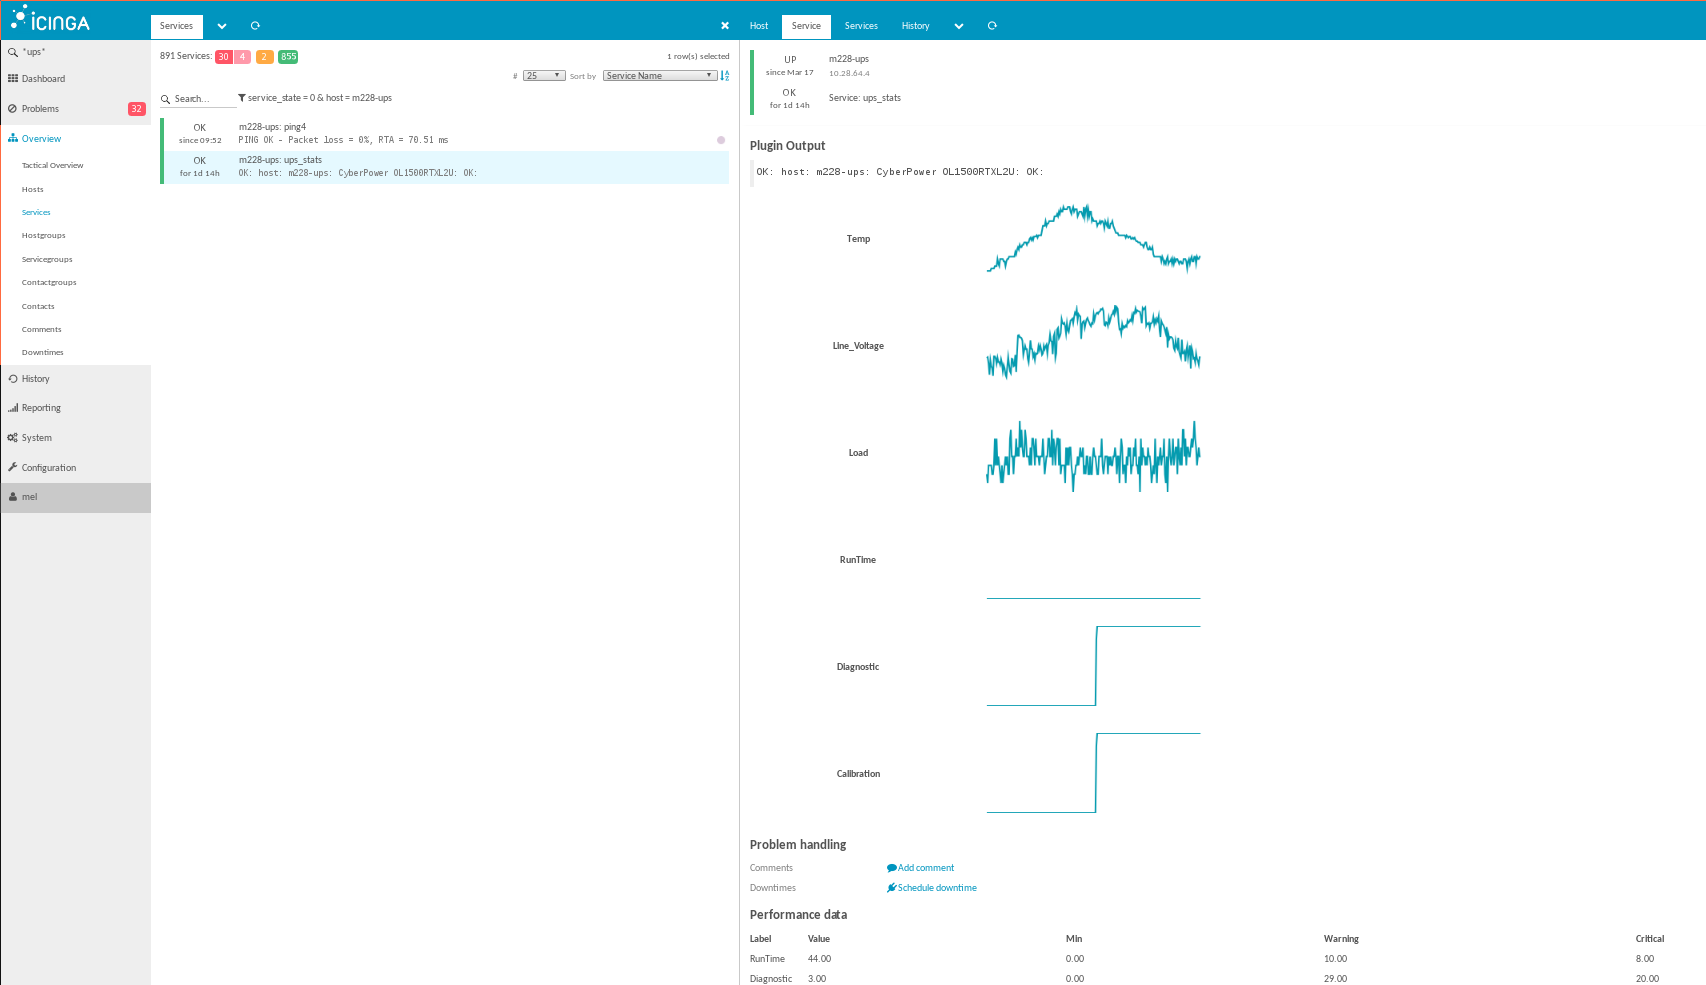 ICINGA
*ups*
Dashboard
Problems 32
Overview
Tactical Overview
Hosts
Services
Hostgroups
Servicegroups
Contactgroups
Contacts
Comments
Downtimes
History
Reporting
System
Configuration
mel
Services
891 Services: 30 4 2 855
1 row(s) selected
# 25 Sort by Service Name
Search...
service_state = 0 & host = m228-ups
OK m228-ups: ping4
since 09:52 PING OK - Packet loss = 0%, RTA = 70.51 ms
OK m228-ups: ups_stats
for 1d 14h OK: host: m228-ups: CyberPower OL1500RTXL2U: OK:
Host Service Services History
UP m228-ups
since Mar 17 10.28.64.4
OK
for 1d 14h
Service: ups_stats
Plugin Output
OK: host: m228-ups: CyberPower OL1500RTXL2U: OK:
Temp
Line_Voltage
Load
RunTime
Diagnostic
Calibration
Problem handling
Comments Add comment
Downtimes Schedule downtime
Performance data
Label Value Min Warning Critical
RunTime 44.00 0.00 10.00 8.00
Diagnostic 3.00 0.00 29.00 20.00